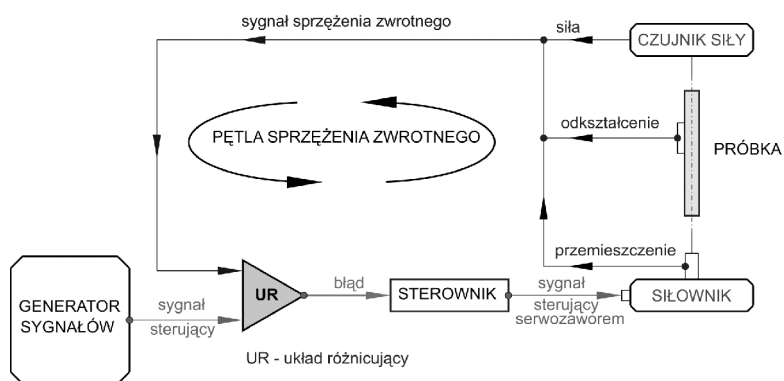 sygnał sprzężenia zwrotnego
siła
CZUJNIK SIŁY
PĘTLA SPRZĘŻENIA ZWROTNEGO
odkształcenie
PRÓBKA
przemieszczenie
GENERATOR
SYGNAŁÓW
sygnał
sterujący
UR
błąd
STEROWNIK
sygnał
sterujący
serwozaworem
SIŁOWNIK
UR - układ różnicujący